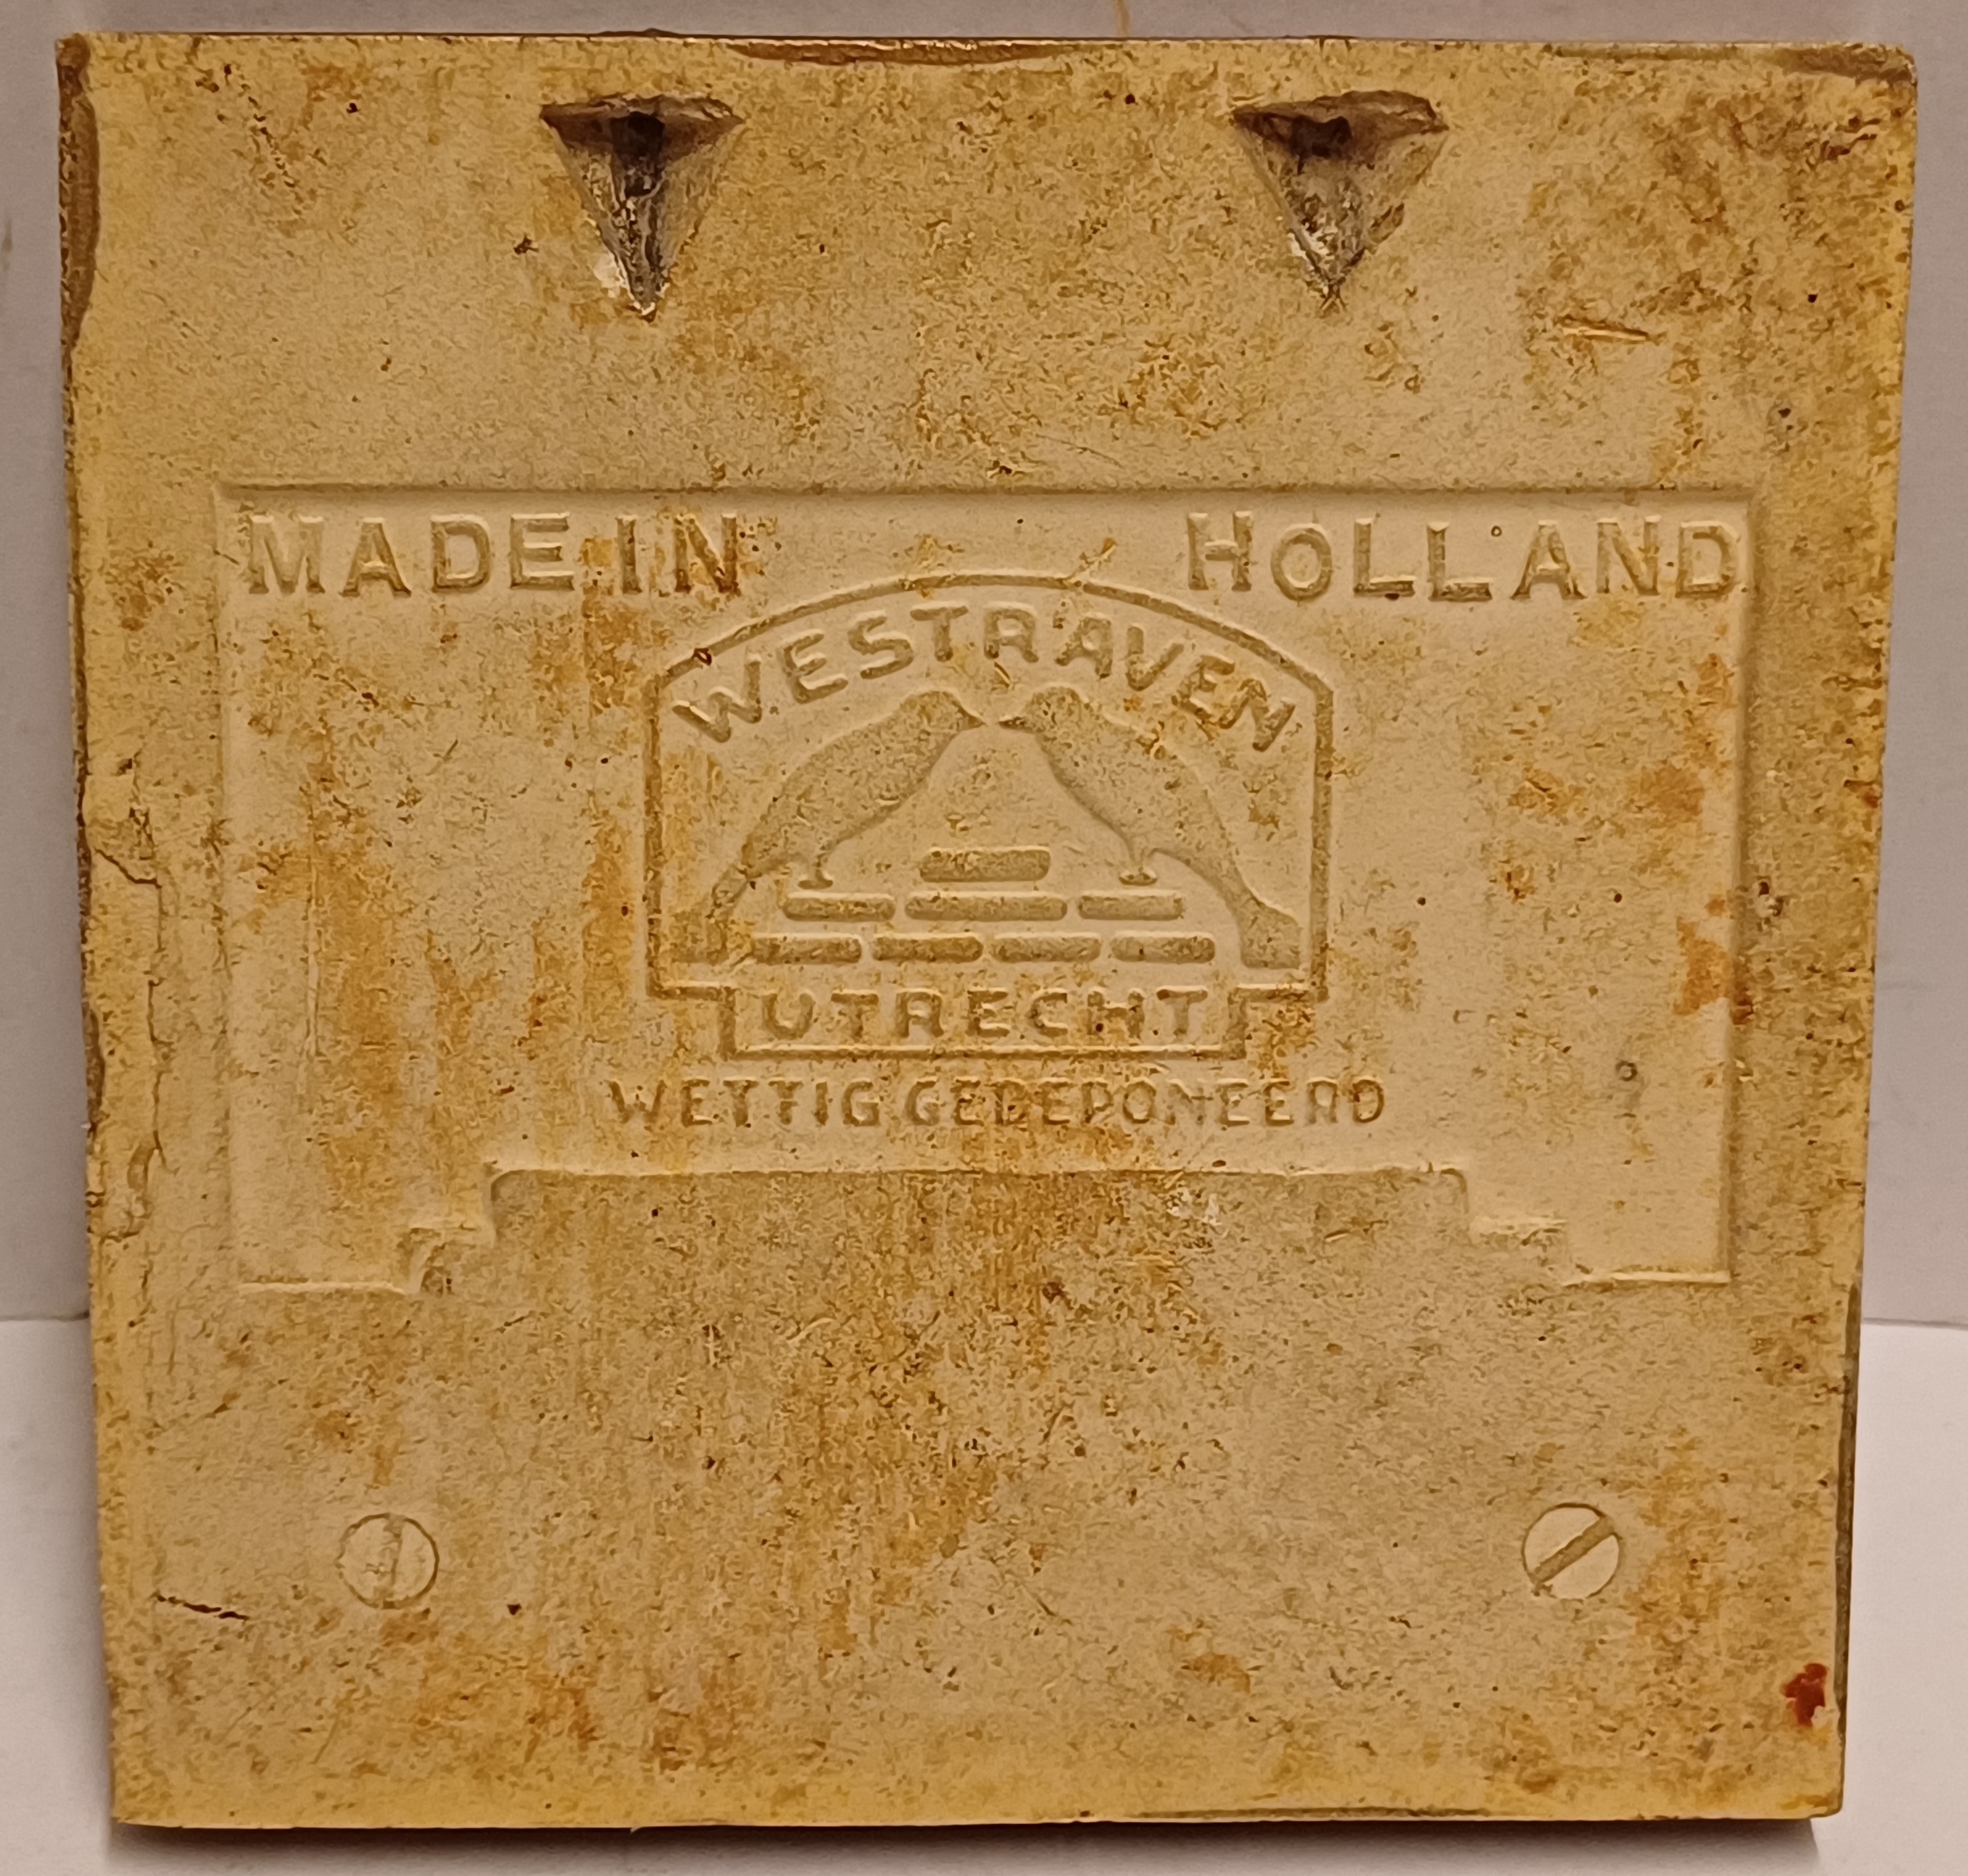 MADE IN HOLLAND
WESTRAVEN
UTRECHT
WETTIG GEDEPONEERD